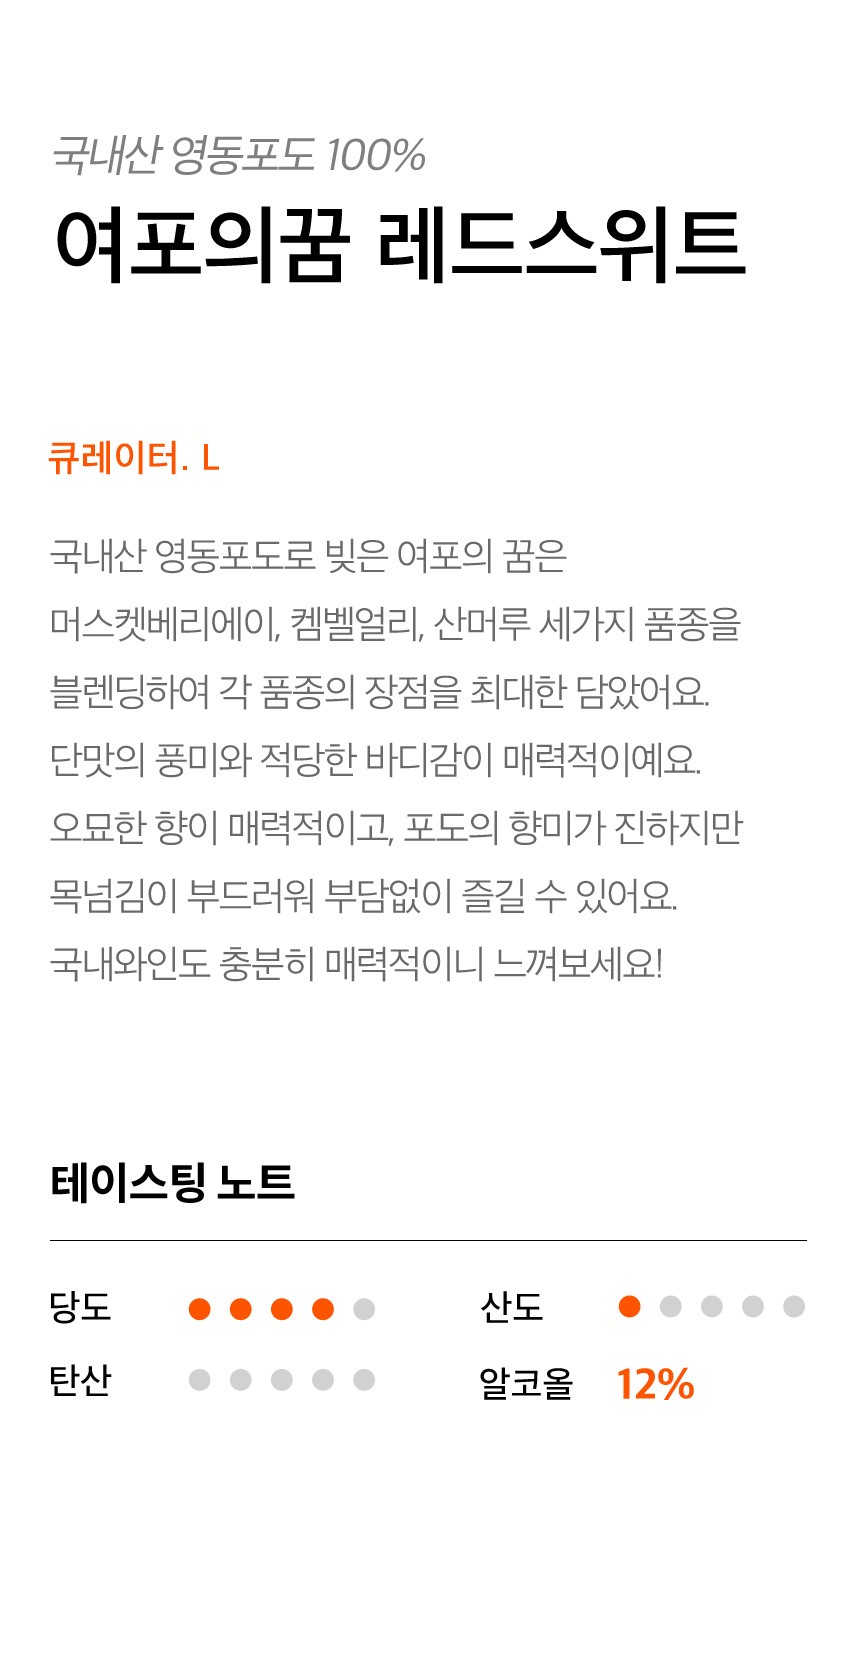 국내산 영동포도 100%
여포의꿈 레드스위트
큐레이터. L
국내산 영동포도로 빚은 여포의 꿈은
머스켓베리에이, 켐벨얼리, 산머루 세가지 품종을
블렌딩하여 각 품종의 장점을 최대한 담았어요.
단맛의 풍미와 적당한 바디감이 매력적이예요.
오묘한 향이 매력적이고, 포도의 향미가 진하지만
목넘김이 부드러워 부담없이 즐길 수 있어요.
국내와인도 충분히 매력적이니 느껴보세요!
테이스팅 노트
당도
산도
탄산
알코올 12%